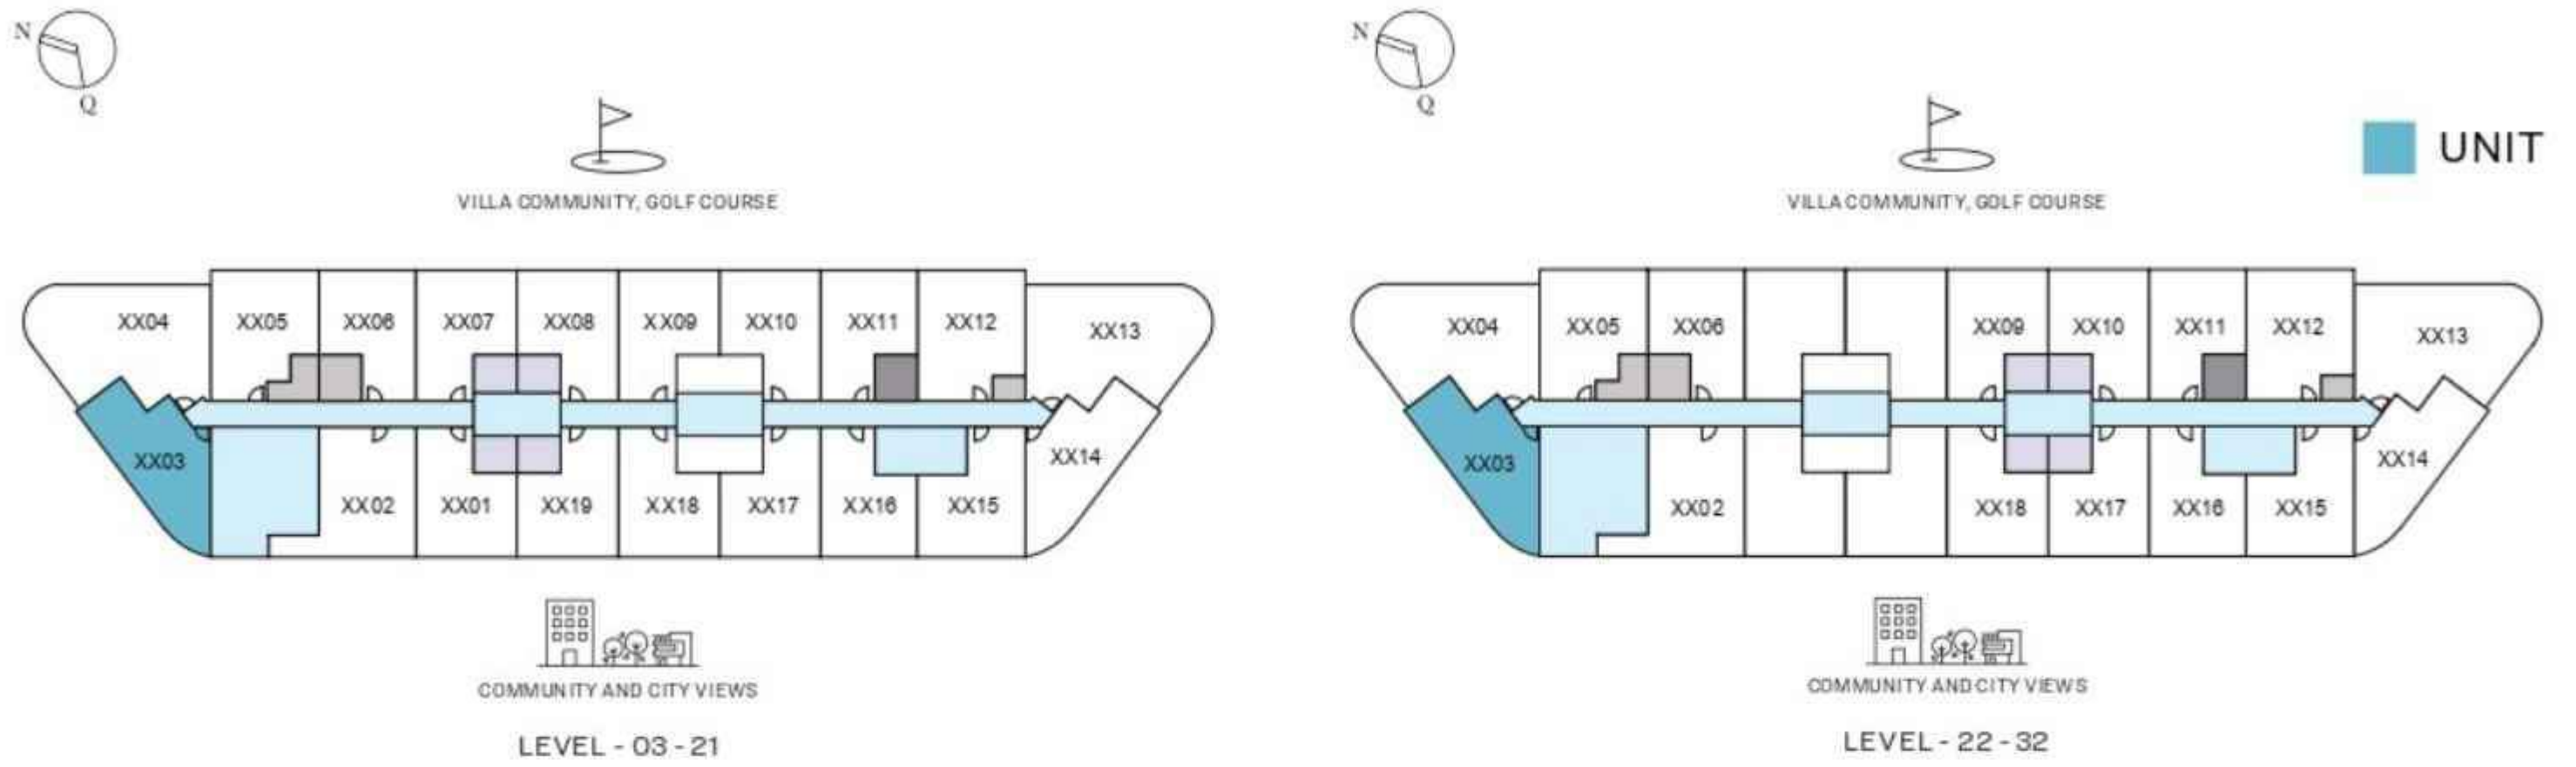 N
Q
VILLA COMMUNITY, GOLF COURSE
XX04
XX05
XX06
XX07
XX08
XX09
XX10
XX11
XX12
XX13
XX03
XX14
XX02
XX01
XX19
XX18
XX17
XX16
XX15
COMMUNITY AND CITY VIEWS
LEVEL - 03 - 21
N
Q
UNIT
VILLA COMMUNITY, GOLF COURSE
XX04
XX05
XX06
XX09
XX10
XX11
XX12
XX13
XX03
XX14
XX02
XX18
XX17
XX16
XX15
COMMUNITY AND CITY VIEWS
LEVEL - 22 - 32